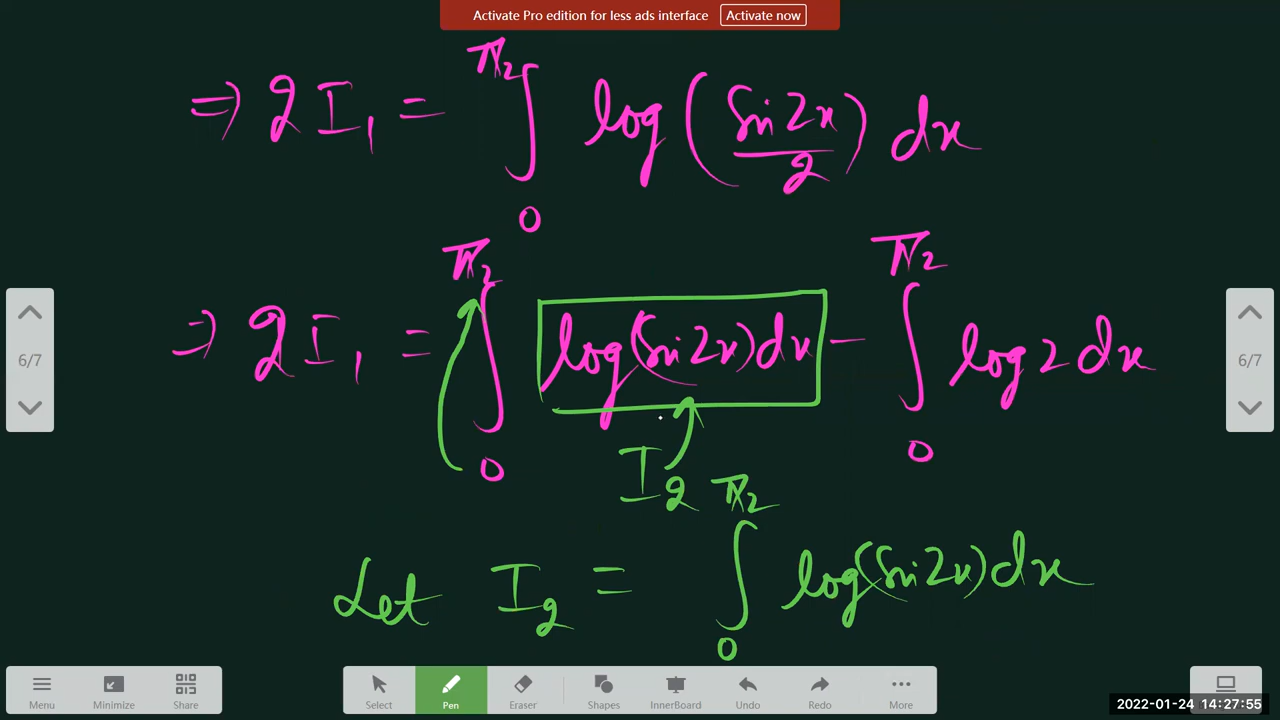 Activate Pro edition for less ads interface Activate now
⇒ 2I₁ = ∫₀^{π/2} log(sin2x/2) dx
⇒ 2I₁ = ∫₀^{π/2} log(sin2x)dx - ∫₀^{π/2} log2dx
I₂
Let I₂ = ∫₀^{π/2} log(sin2x)dx
6/7
6/7
Menu Minimize Share Select Pen Eraser Shapes InnerBoard Undo Redo More
2022-01-24 14:27:55